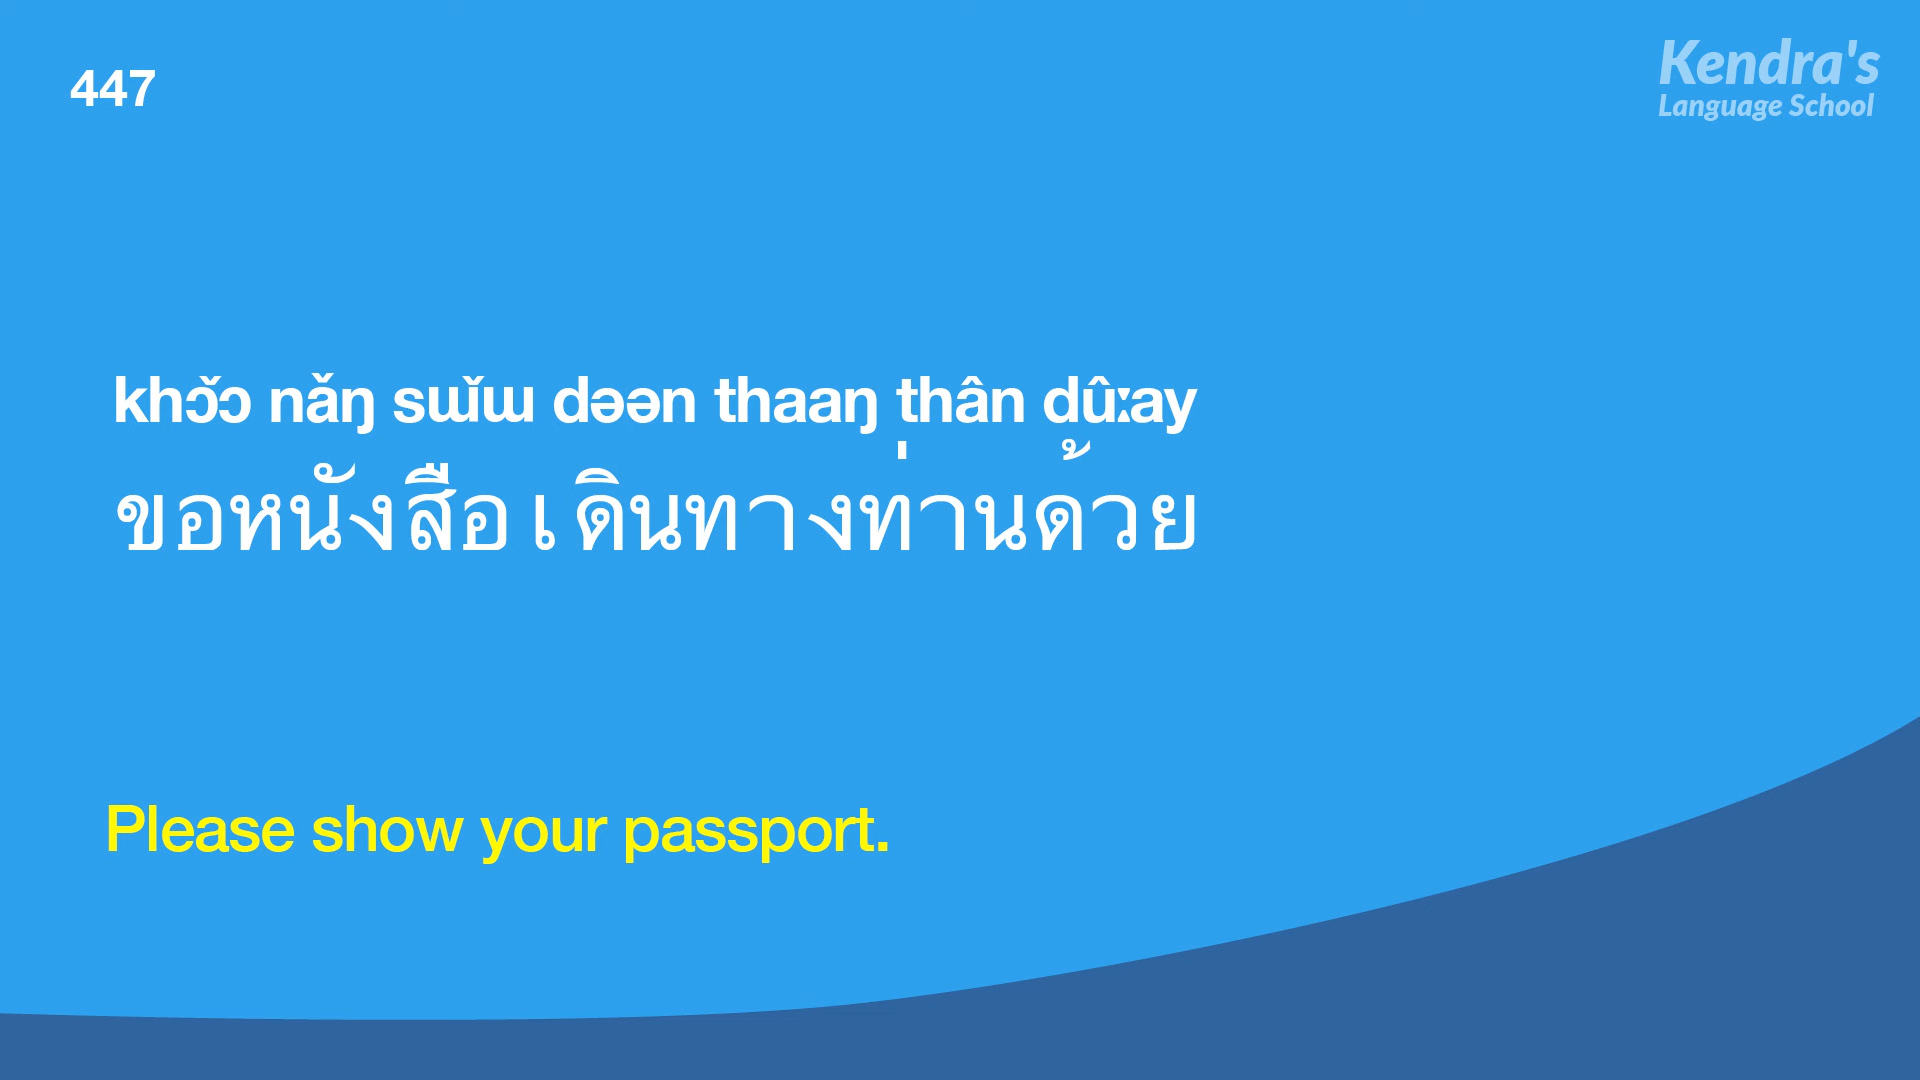 447
Kendra's
Language School
khɔ̌ɔ nǎŋ sɯ̌ɯ dəən thaaŋ thân dûːay
ขอหนังสือเดินทางท่านด้วย
Please show your passport.